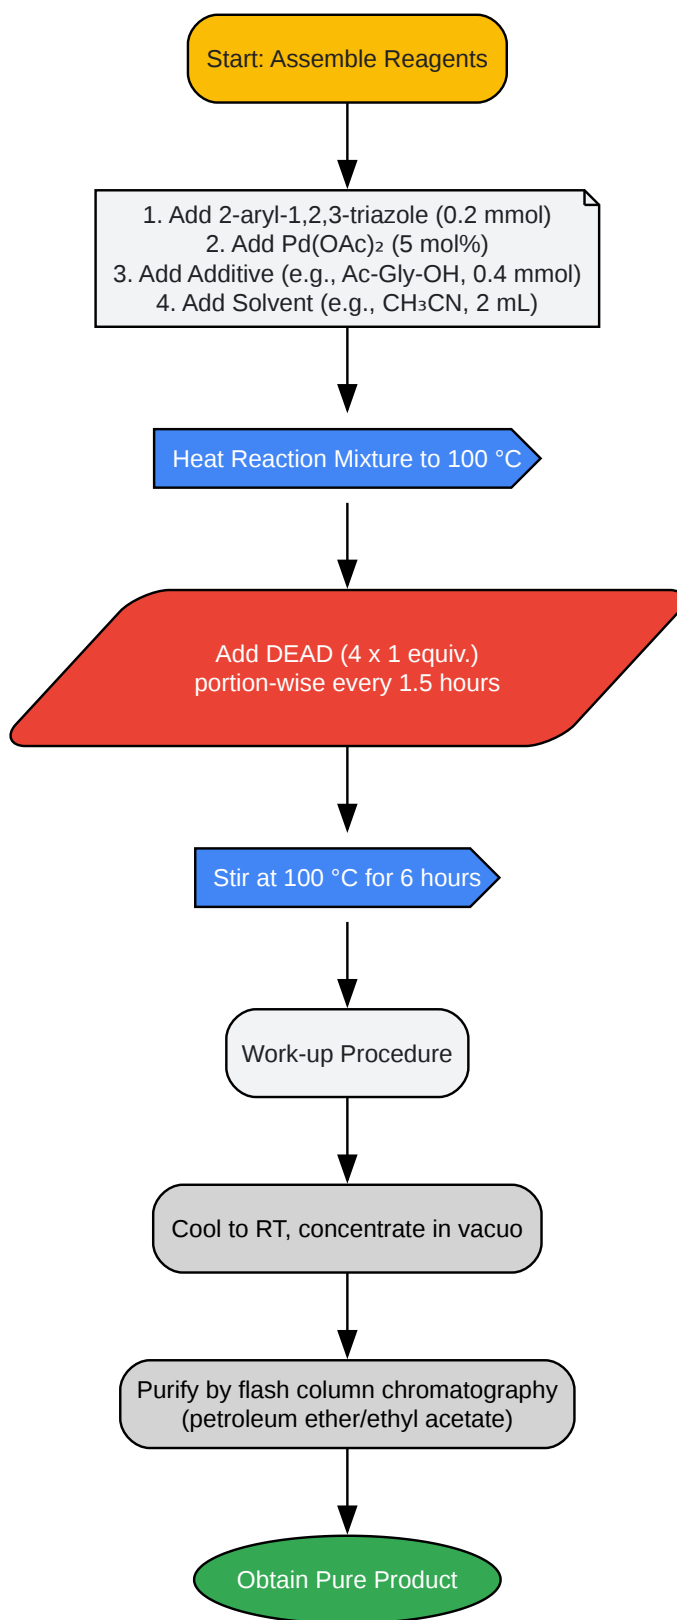 Start: Assemble Reagents
1. Add 2-aryl-1,2,3-triazole (0.2 mmol)
2. Add Pd(OAc)₂ (5 mol%)
3. Add Additive (e.g., Ac-Gly-OH, 0.4 mmol)
4. Add Solvent (e.g., CH₃CN, 2 mL)
Heat Reaction Mixture to 100 °C
Add DEAD (4 x 1 equiv.)
portion-wise every 1.5 hours
Stir at 100 °C for 6 hours
Work-up Procedure
Cool to RT, concentrate in vacuo
Purify by flash column chromatography
(petroleum ether/ethyl acetate)
Obtain Pure Product